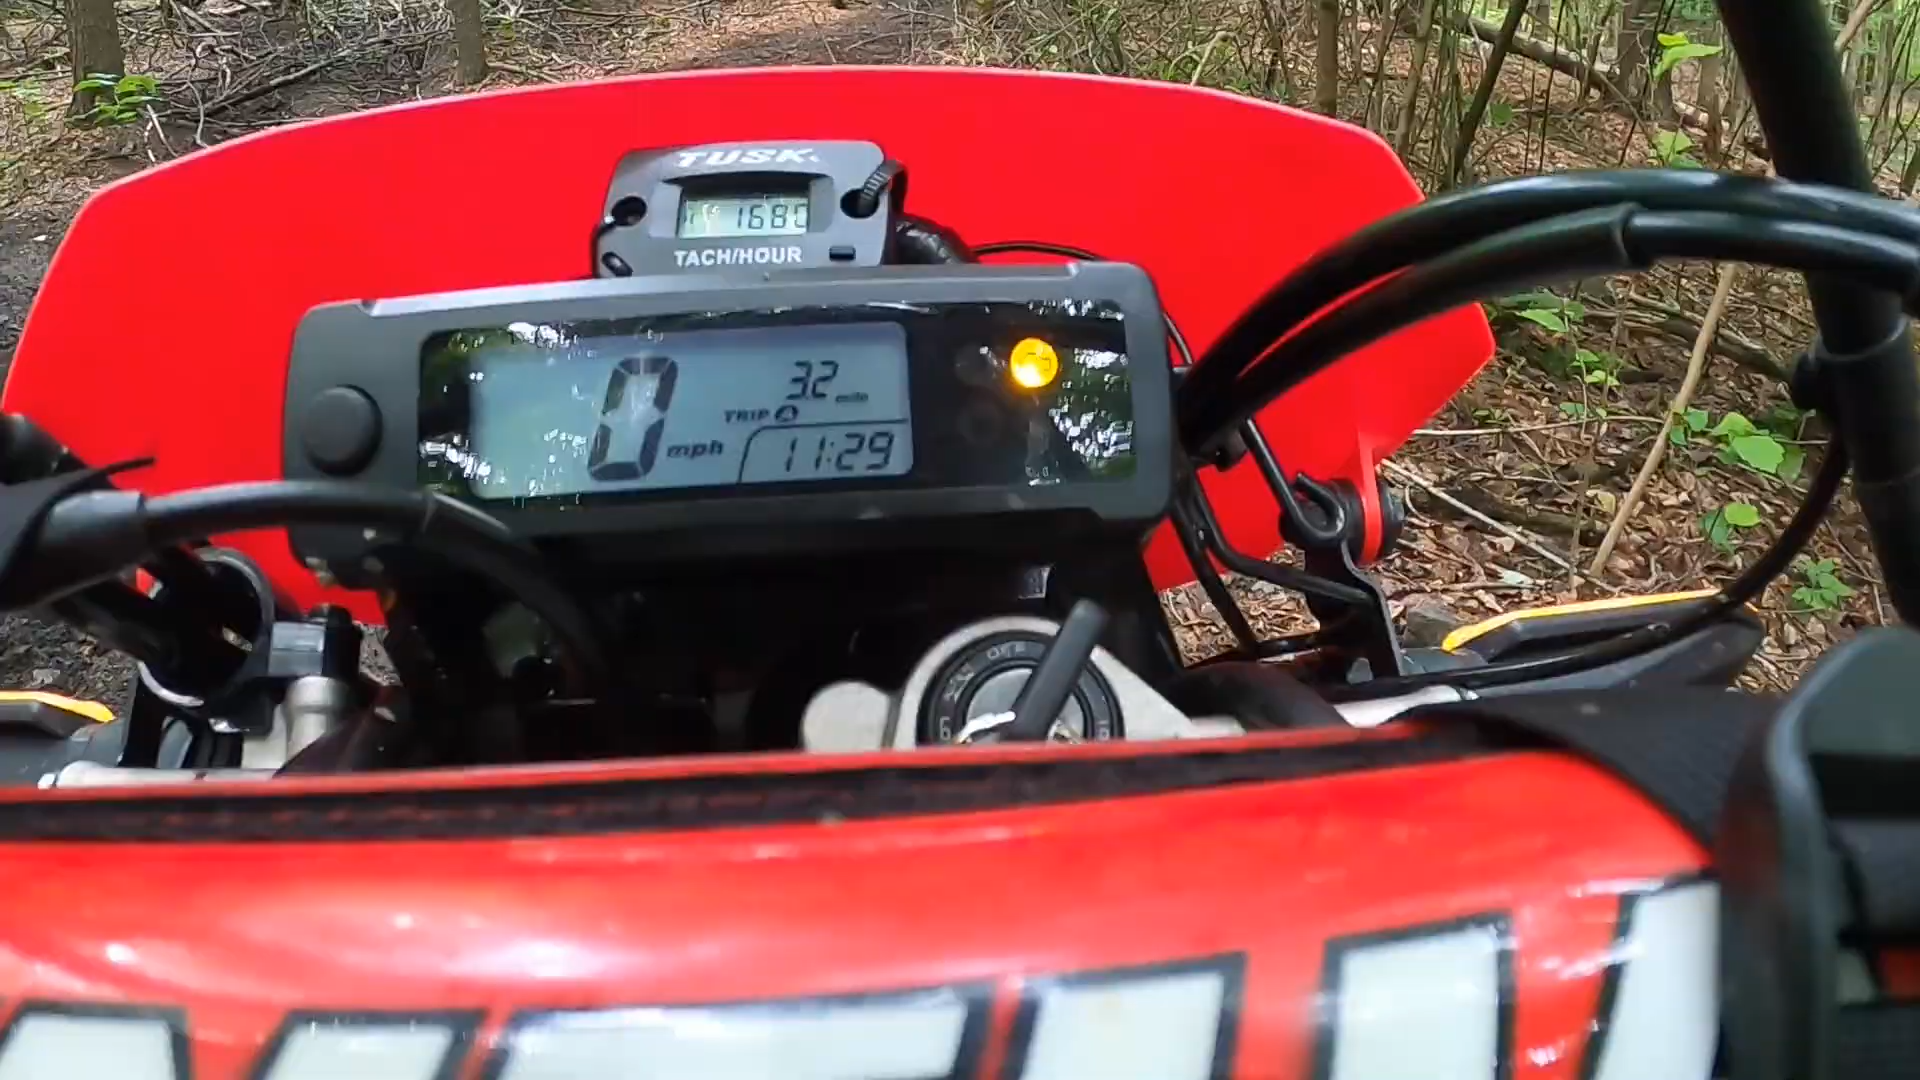 TUSK
1680
TACH/HOUR
0 mph
3.2 mile
TRIP A
11:29
OFF